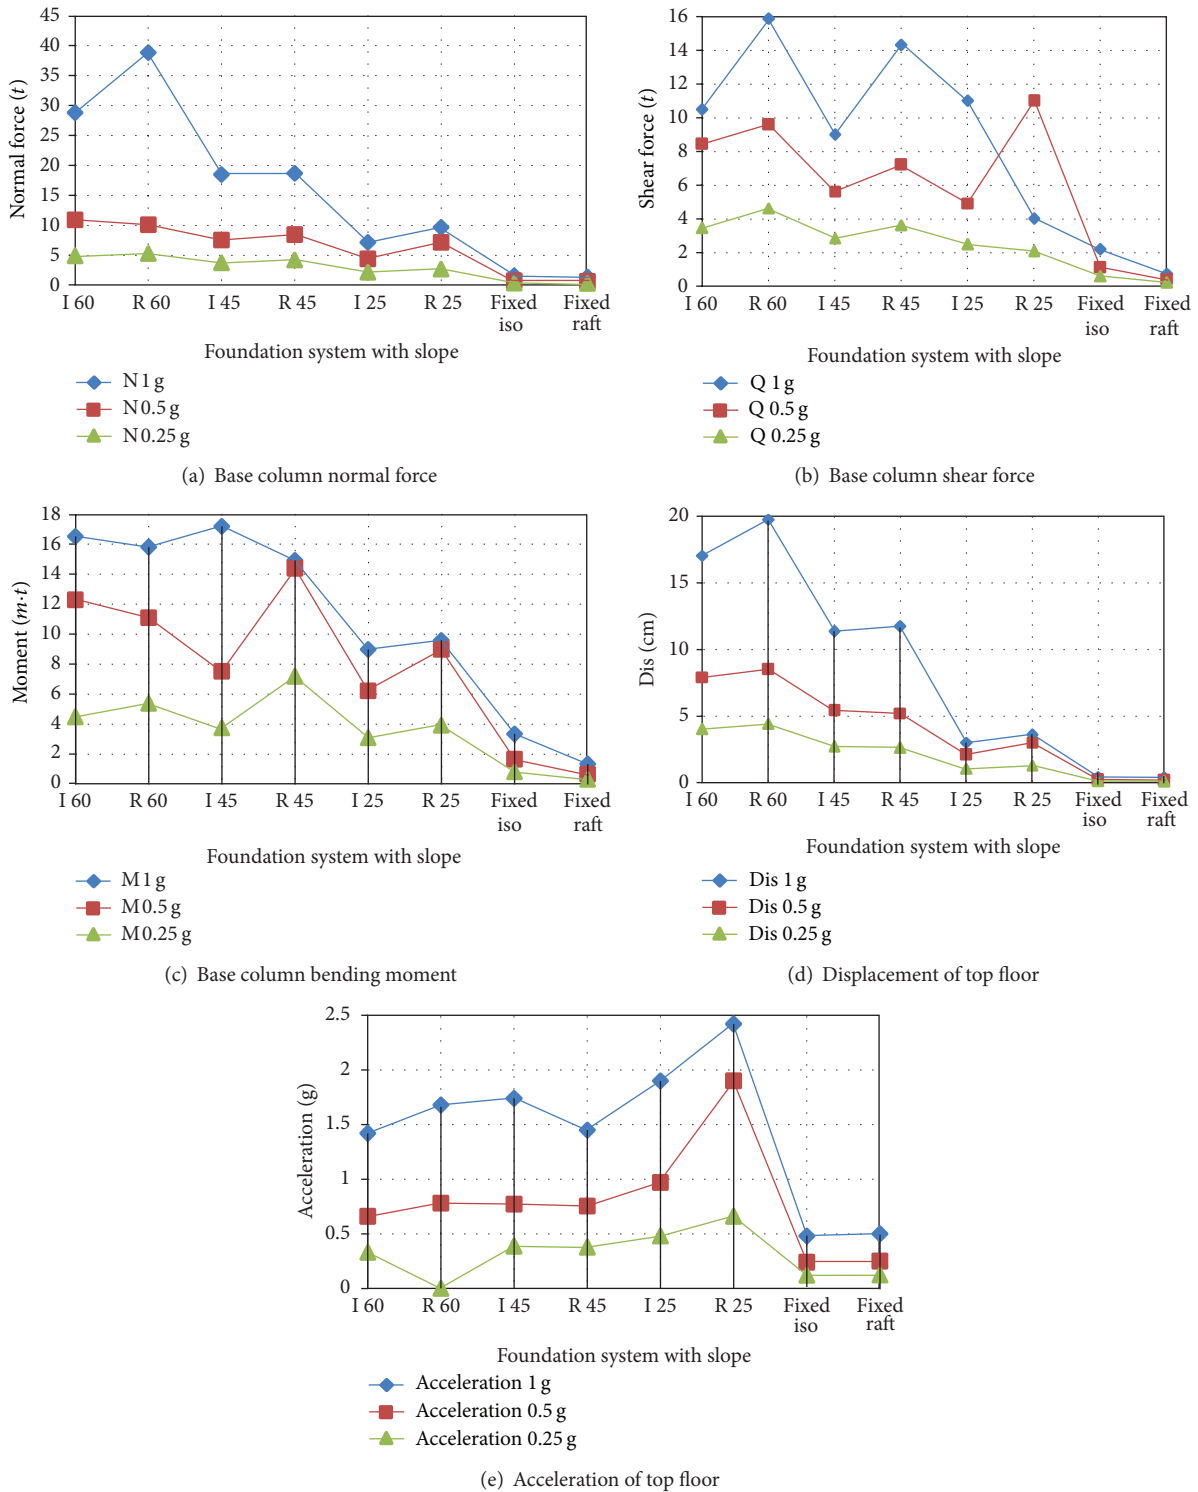 45
40
35
30
25
20
15
10
5
0
Normal force (t)
I 60
R 60
I 45
R 45
I 25
R 25
Fixed
iso
Fixed
raft
Foundation system with slope
N 1 g
N 0.5 g
N 0.25 g
(a) Base column normal force
16
14
12
10
8
6
4
2
0
Shear force (t)
I 60
R 60
I 45
R 45
I 25
R 25
Fixed
iso
Fixed
raft
Foundation system with slope
Q 1 g
Q 0.5 g
Q 0.25 g
(b) Base column shear force
18
16
14
12
10
8
6
4
2
0
Moment (m·t)
I 60
R 60
I 45
R 45
I 25
R 25
Fixed
iso
Fixed
raft
Foundation system with slope
M 1 g
M 0.5 g
M 0.25 g
(c) Base column bending moment
20
15
10
5
0
Dis (cm)
I 60
R 60
I 45
R 45
I 25
R 25
Fixed
iso
Fixed
raft
Foundation system with slope
Dis 1 g
Dis 0.5 g
Dis 0.25 g
(d) Displacement of top floor
2.5
2
1.5
1
0.5
0
Acceleration (g)
I 60
R 60
I 45
R 45
I 25
R 25
Fixed
iso
Fixed
raft
Foundation system with slope
Acceleration 1 g
Acceleration 0.5 g
Acceleration 0.25 g
(e) Acceleration of top floor